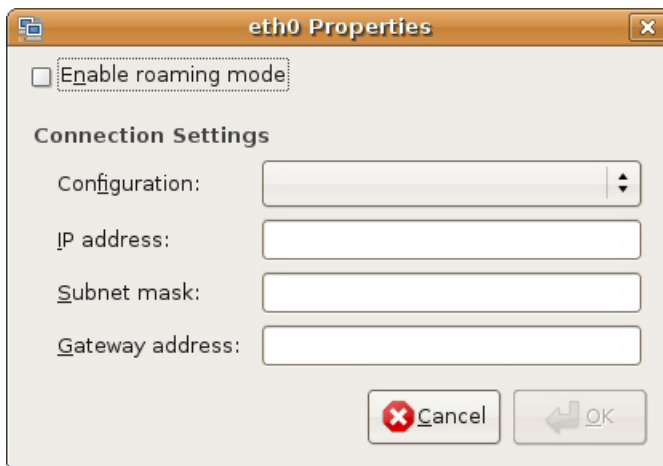 eth0 Properties
Enable roaming mode
Connection Settings
Configuration:
IP address:
Subnet mask:
Gateway address:
Cancel OK